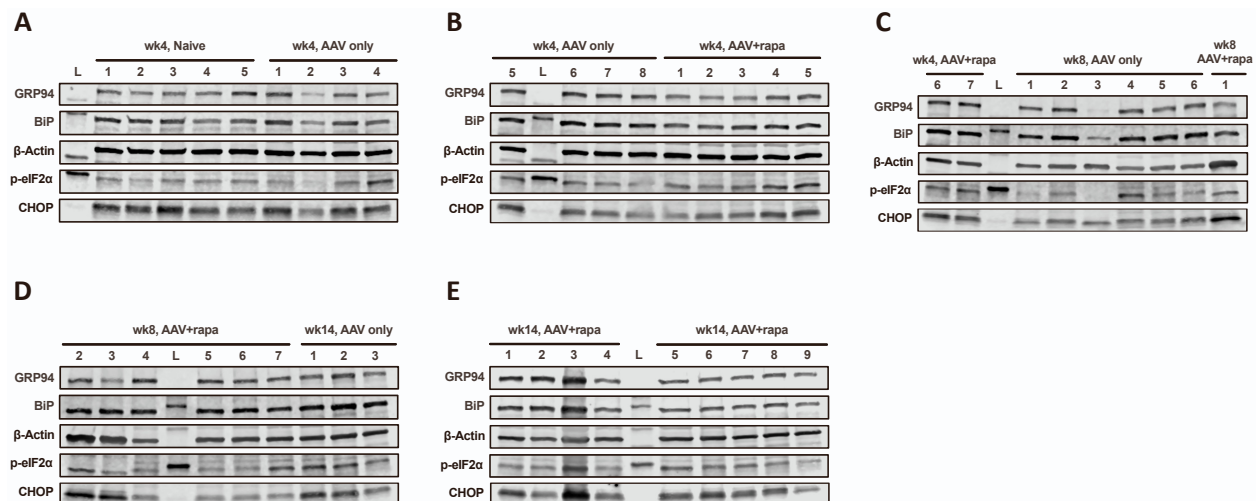 A
wk4, Naive wk4, AAV only
L 1 2 3 4 5 1 2 3 4
GRP94
BiP
β-Actin
p-eIF2α
CHOP
B
wk4, AAV only wk4, AAV+rapa
5 L 6 7 8 1 2 3 4 5
GRP94
BiP
β-Actin
p-eIF2α
CHOP
C
wk8
wk4, AAV+rapa wk8, AAV only AAV+rapa
6 7 L 1 2 3 4 5 6 1
GRP94
BiP
β-Actin
p-eIF2α
CHOP
D
wk8, AAV+rapa wk14, AAV only
2 3 4 L 5 6 7 1 2 3
GRP94
BiP
β-Actin
p-eIF2α
CHOP
E
wk14, AAV+rapa wk14, AAV+rapa
1 2 3 4 L 5 6 7 8 9
GRP94
BiP
β-Actin
p-eIF2α
CHOP